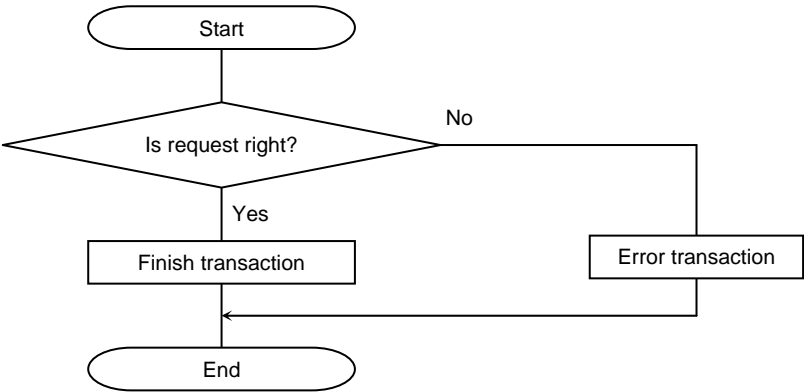 Start
No
Is request right?
Yes
Finish transaction
Error transaction
End